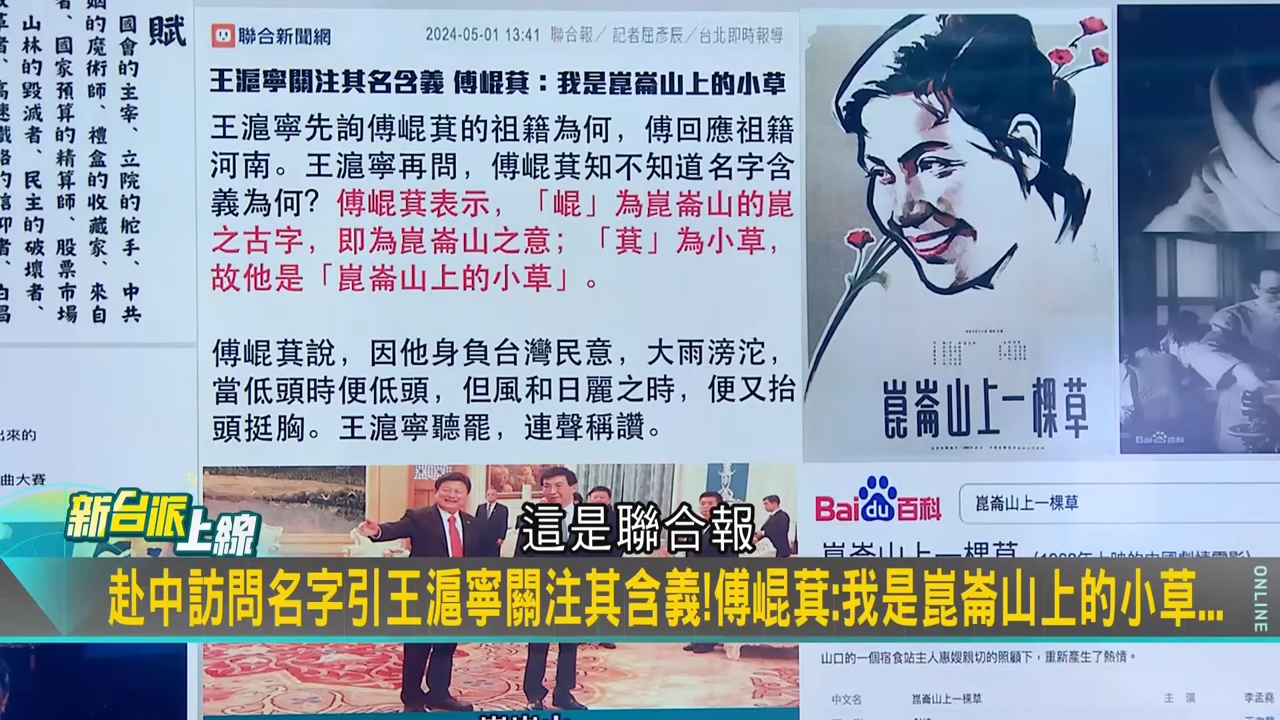 賦
國會的主宰、立院的舵手、中共
的魔術師、禮盒的收藏家、來自
國家預算的精算師、股票市場
山林的毀滅者、民主的破壞者、
聯合新聞網
2024-05-01 13:41 聯合報／記者屈彥辰／台北即時報導
王滬寧關注其名含義 傅崐萁：我是崑崙山上的小草
王滬寧先詢傅崐萁的祖籍為何，傅回應祖籍
河南。王滬寧再問，傅崐萁知不知道名字含
義為何？傅崐萁表示，「崐」為崑崙山的崑
之古字，即為崑崙山之意；「萁」為小草，
故他是「崑崙山上的小草」。
傅崐萁說，因他身負台灣民意，大雨滂沱，
當低頭時便低頭，但風和日麗之時，便又抬
頭挺胸。王滬寧聽罷，連聲稱讚。
崑崙山上一棵草
Bai 百科
出來的
曲大賽
Bai du 百科
崑崙山上一棵草
新台派上線
這是聯合報
赴中訪問名字引王滬寧關注其含義!傅崐萁:我是崑崙山上的小草...
ONLINE
山口的一個宿食站主人惠嫂親切的照顧下，重新產生了熱情。
中文名 崑崙山上一棵草 主 演 李孟堯